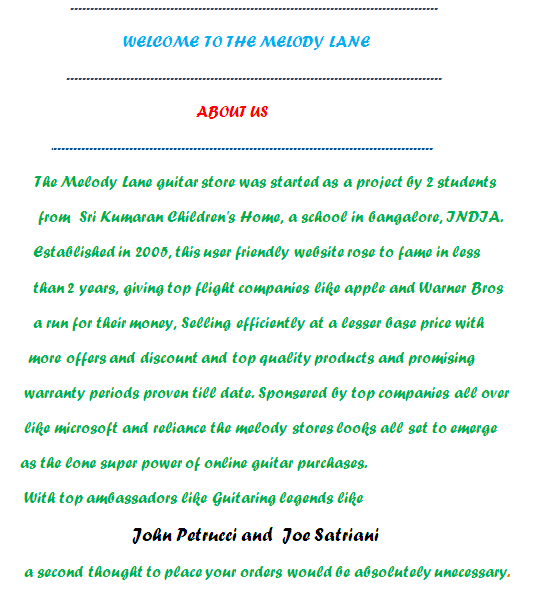 WELCOME TO THE MELODY LANE
ABOUT US
The Melody Lane guitar store was started as a project by 2 students
from Sri Kumaran Children's Home, a school in bangalore, INDIA.
Established in 2005, this user friendly website rose to fame in less
than 2 years, giving top flight companies like apple and Warner Bros
a run for their money, Selling efficiently at a lesser base price with
more offers and discount and top quality products and promising
warranty periods proven till date. Sponsered by top companies all over
like microsoft and reliance the melody stores looks all set to emerge
as the lone super power of online guitar purchases.
With top ambassadors like Guitaring legends like
John Petrucci and Joe Satriani
a second thought to place your orders would be absolutely unecessary.